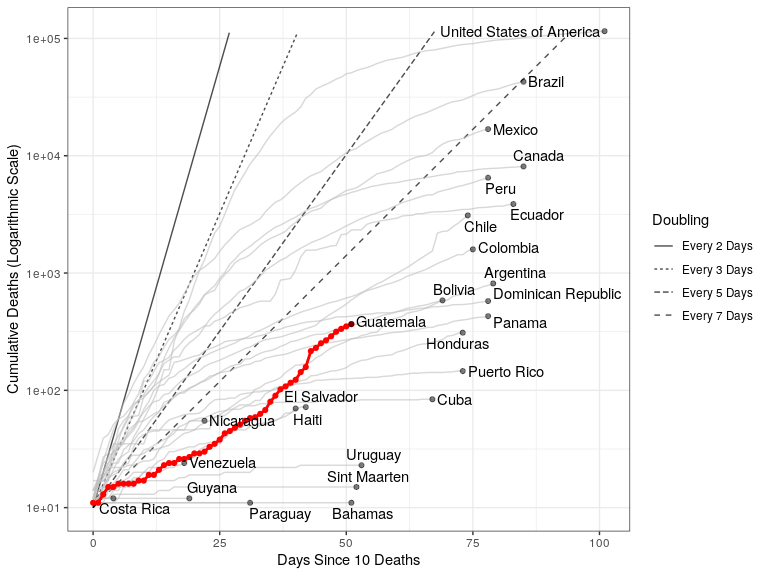 Cumulative Deaths (Logarithmic Scale)
1e+05
1e+04
1e+03
1e+02
1e+01
United States of America
Brazil
Mexico
Canada
Peru
Ecuador
Chile
Colombia
Argentina
Bolivia
Dominican Republic
Guatemala
Panama
Honduras
Puerto Rico
El Salvador
Cuba
Haiti
Nicaragua
Uruguay
Venezuela
Sint Maarten
Guyana
Costa Rica
Paraguay
Bahamas
0
25
50
75
100
Days Since 10 Deaths
Doubling
Every 2 Days
Every 3 Days
Every 5 Days
Every 7 Days